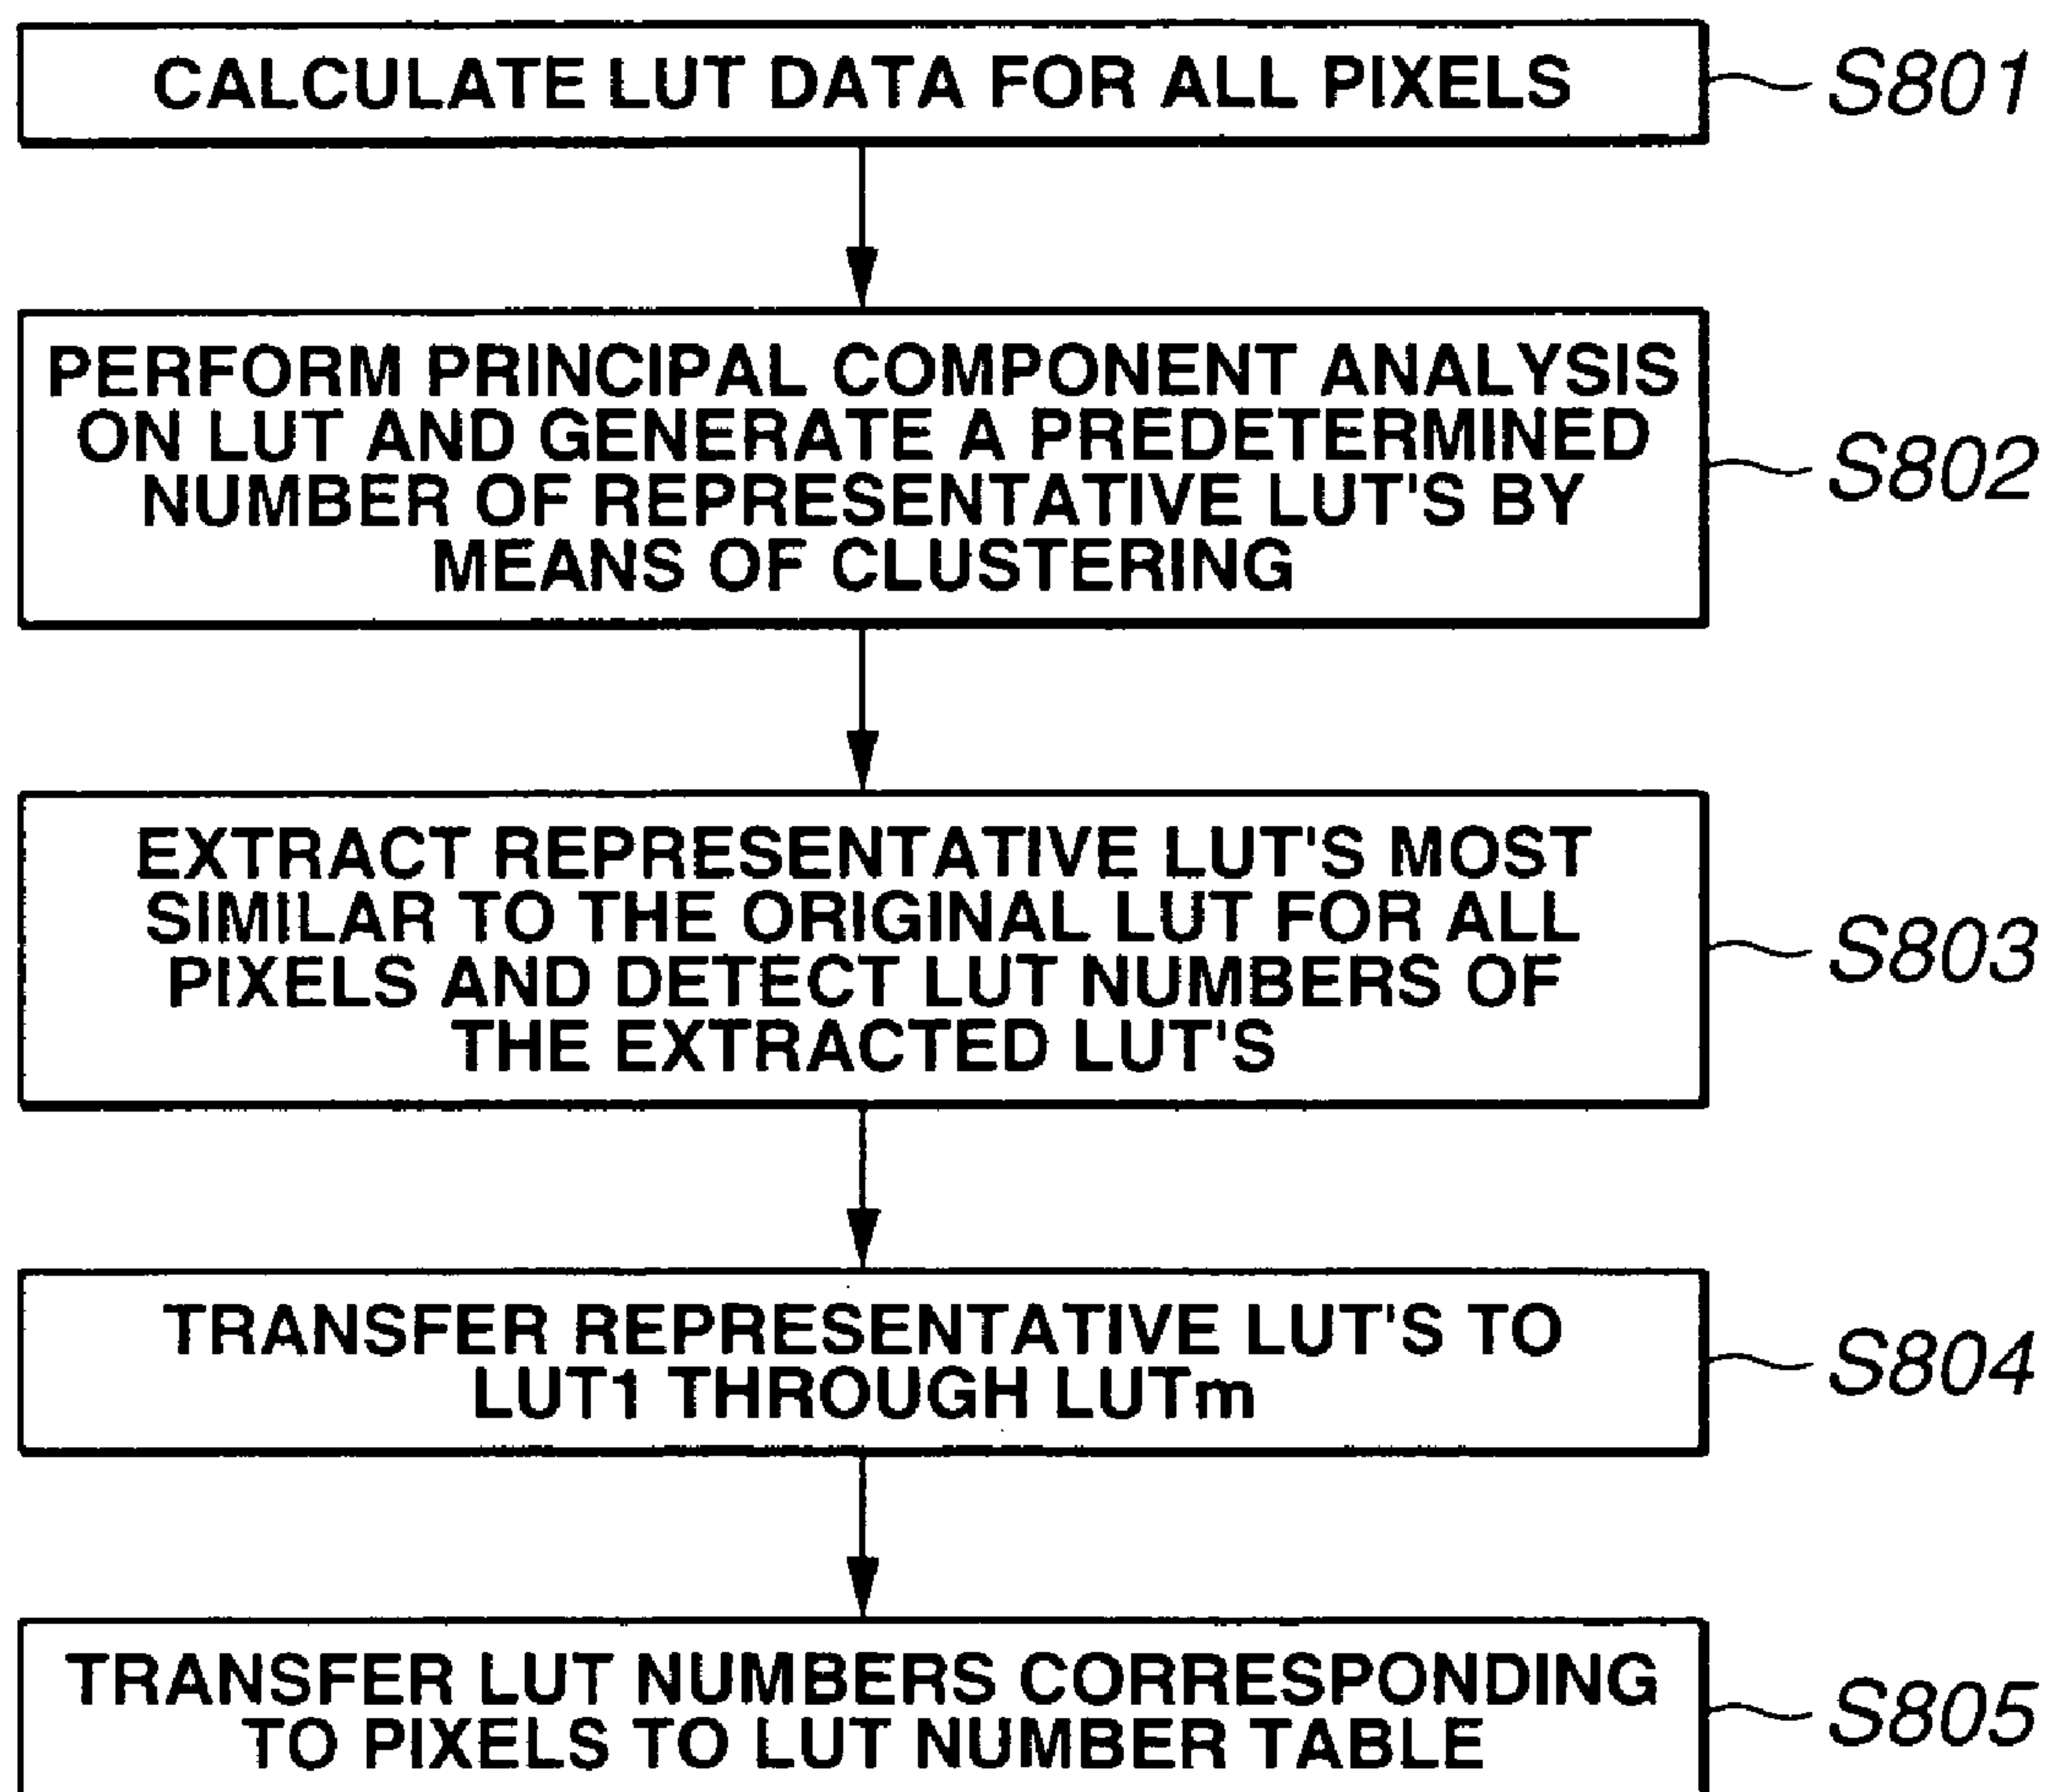 CALCULATE LUT DATA FOR ALL PIXELS
S801
PERFORM PRINCIPAL COMPONENT ANALYSIS
ON LUT AND GENERATE A PREDETERMINED
NUMBER OF REPRESENTATIVE LUT'S BY
MEANS OF CLUSTERING
S802
EXTRACT REPRESENTATIVE LUT'S MOST
SIMILAR TO THE ORIGINAL LUT FOR ALL
PIXELS AND DETECT LUT NUMBERS OF
THE EXTRACTED LUT'S
S803
TRANSFER REPRESENTATIVE LUT'S TO
LUT1 THROUGH LUTm
S804
TRANSFER LUT NUMBERS CORRESPONDING
TO PIXELS TO LUT NUMBER TABLE
S805